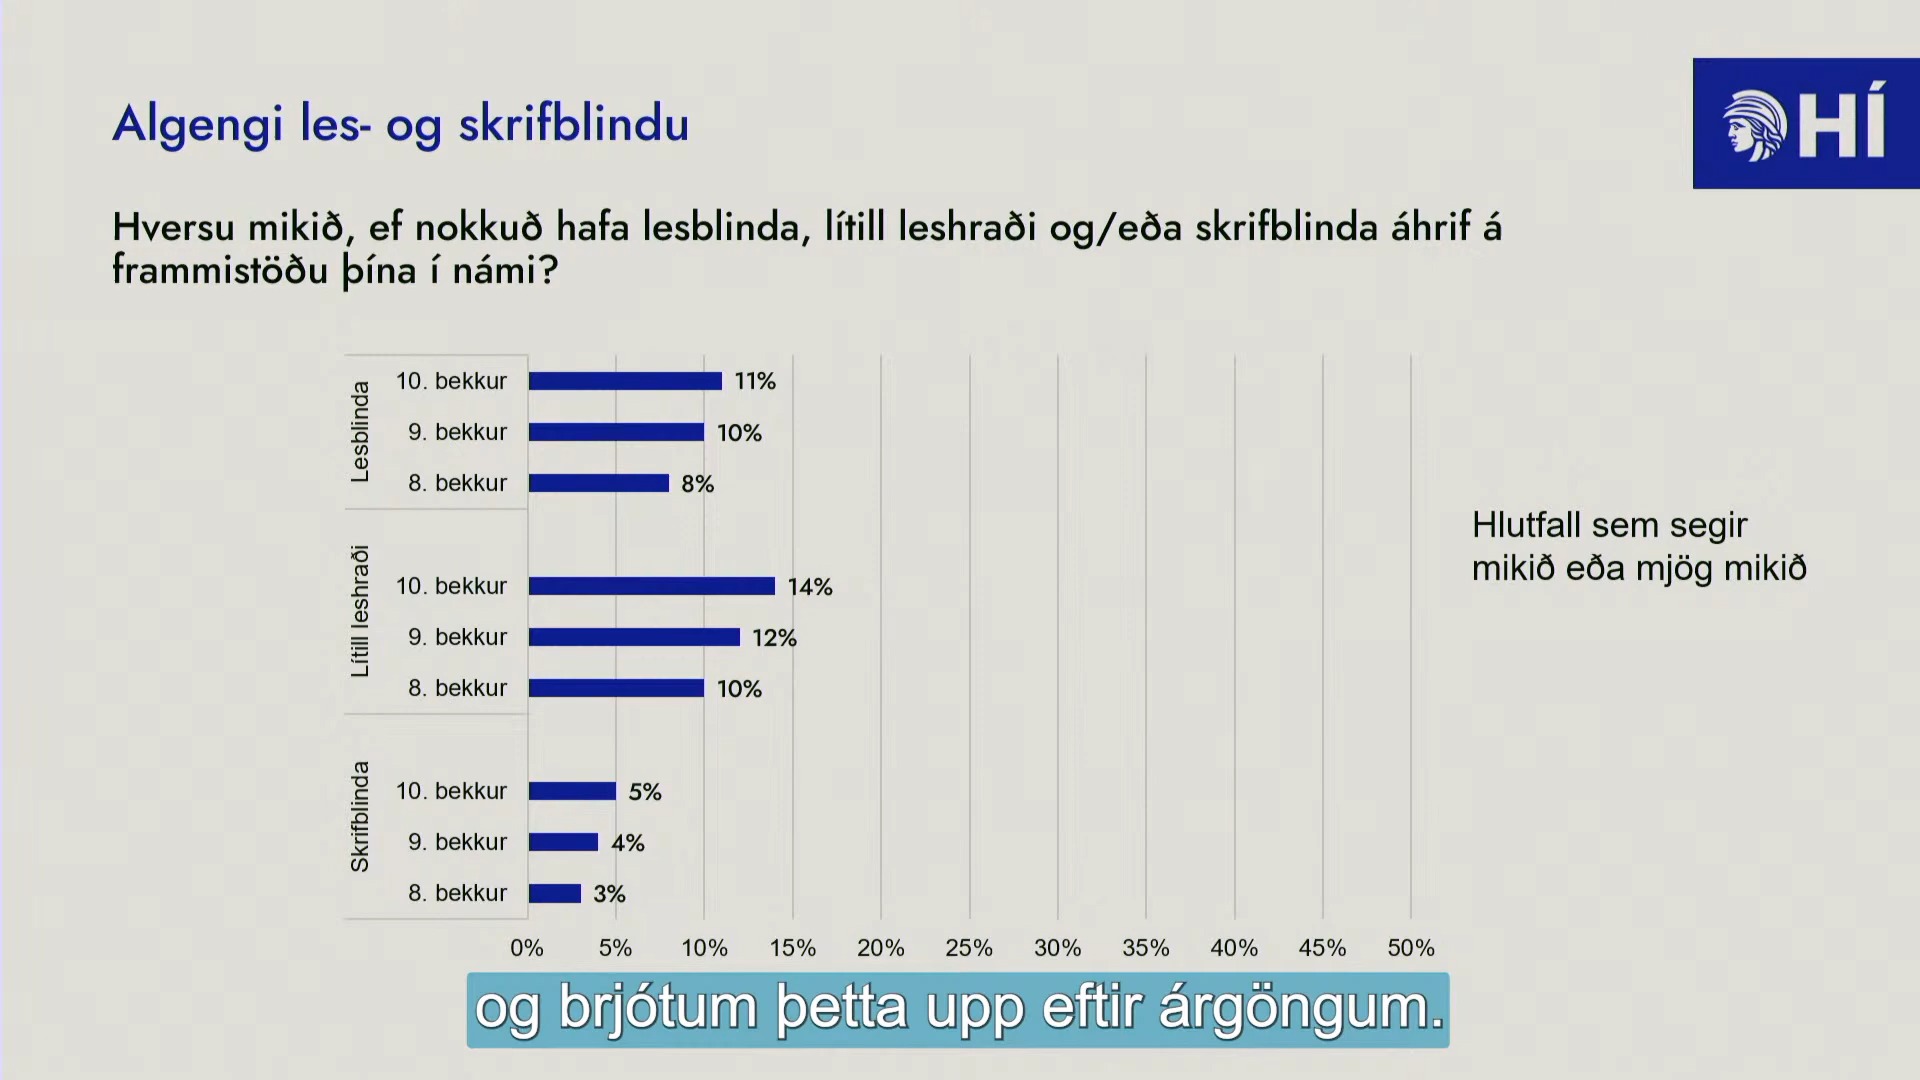 Algengi les- og skrifblindu
HÍ
Hversu mikið, ef nokkuð hafa lesblinda, lítill leshraði og/eða skrifblinda áhrif á
frammistöðu þína í námi?
Lesblinda
10. bekkur 11%
9. bekkur 10%
8. bekkur 8%
Lítill leshraði
10. bekkur 14%
9. bekkur 12%
8. bekkur 10%
Skrifblinda
10. bekkur 5%
9. bekkur 4%
8. bekkur 3%
0% 5% 10% 15% 20% 25% 30% 35% 40% 45% 50%
Hlutfall sem segir
mikið eða mjög mikið
og brjótum þetta upp eftir árgöngum.